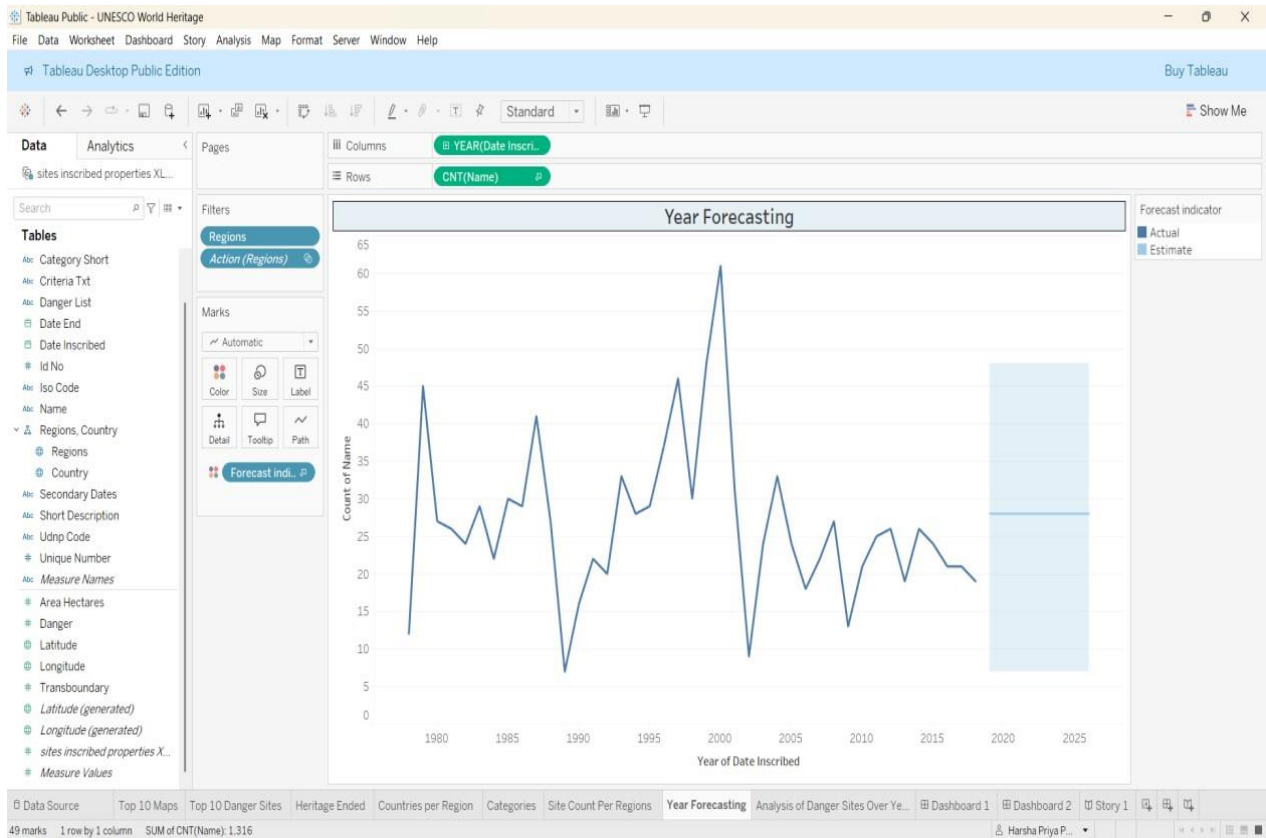 Tableau Public - UNESCO World Heritage
File Data Worksheet Dashboard Story Analysis Map Format Server Window Help
Tableau Desktop Public Edition
Buy Tableau
Standard
Show Me
Data Analytics
sites inscribed properties XL...
Search
Tables
Abc Category Short
Abc Criteria Txt
Abc Danger List
Date End
Date Inscribed
# Id No
Abc Iso Code
Abc Name
Regions, Country
Regions
Country
Abc Secondary Dates
Abc Short Description
Abc Udnp Code
# Unique Number
Abc Measure Names
# Area Hectares
# Danger
Latitude
Longitude
# Transboundary
Latitude (generated)
Longitude (generated)
# sites inscribed properties X...
# Measure Values
Pages
Filters
Regions
Action (Regions)
Marks
Automatic
Color Size Label
Detail Tooltip Path
Forecast indi..
Columns
YEAR(Date Inscri..
Rows
CNT(Name)
Year Forecasting
65
60
55
50
45
40
35
30
25
20
15
10
5
0
Count of Name
1980 1985 1990 1995 2000 2005 2010 2015 2020 2025
Year of Date Inscribed
Forecast indicator
Actual
Estimate
Data Source Top 10 Maps Top 10 Danger Sites Heritage Ended Countries per Region Categories Site Count Per Regions Year Forecasting Analysis of Danger Sites Over Ye... Dashboard 1 Dashboard 2 Story 1
49 marks 1 row by 1 column SUM of CNT(Name): 1,316
Harsha Priya P...